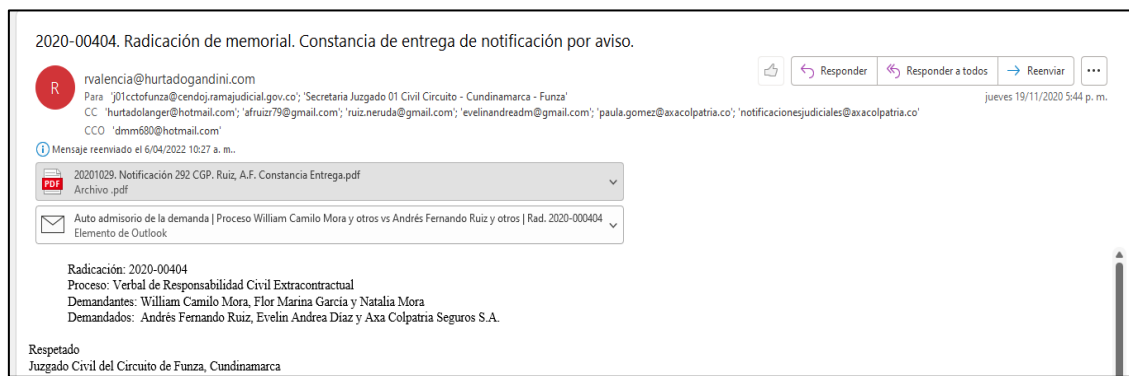 2020-00404. Radicación de memorial. Constancia de entrega de notificación por aviso.
R
rvalencia@hurtadogandini.com
Responder
Responder a todos
Reenviar
Para 'j01cctofunza@cendoj.ramajudicial.gov.co'; 'Secretaria Juzgado 01 Civil Circuito - Cundinamarca - Funza'
jueves 19/11/2020 5:44 p. m.
CC 'hurtadolanger@hotmail.com'; 'afruizr79@gmail.com'; 'ruiz.neruda@gmail.com'; 'evelinandreadm@gmail.com'; 'paula.gomez@axacolpatria.co'; 'notificacionesjudiciales@axacolpatria.co'
CCO 'dmm680@hotmail.com'
Mensaje reenviado el 6/04/2022 10:27 a. m..
PDF
20201029. Notificación 292 CGP. Ruiz, A.F. Constancia Entrega.pdf
Archivo .pdf
Auto admisorio de la demanda | Proceso William Camilo Mora y otros vs Andrés Fernando Ruiz y otros | Rad. 2020-000404
Elemento de Outlook
Radicación: 2020-00404
Proceso: Verbal de Responsabilidad Civil Extracontractual
Demandantes: William Camilo Mora, Flor Marina García y Natalia Mora
Demandados: Andrés Fernando Ruiz, Evelin Andrea Díaz y Axa Colpatria Seguros S.A.
Respetado
Juzgado Civil del Circuito de Funza, Cundinamarca